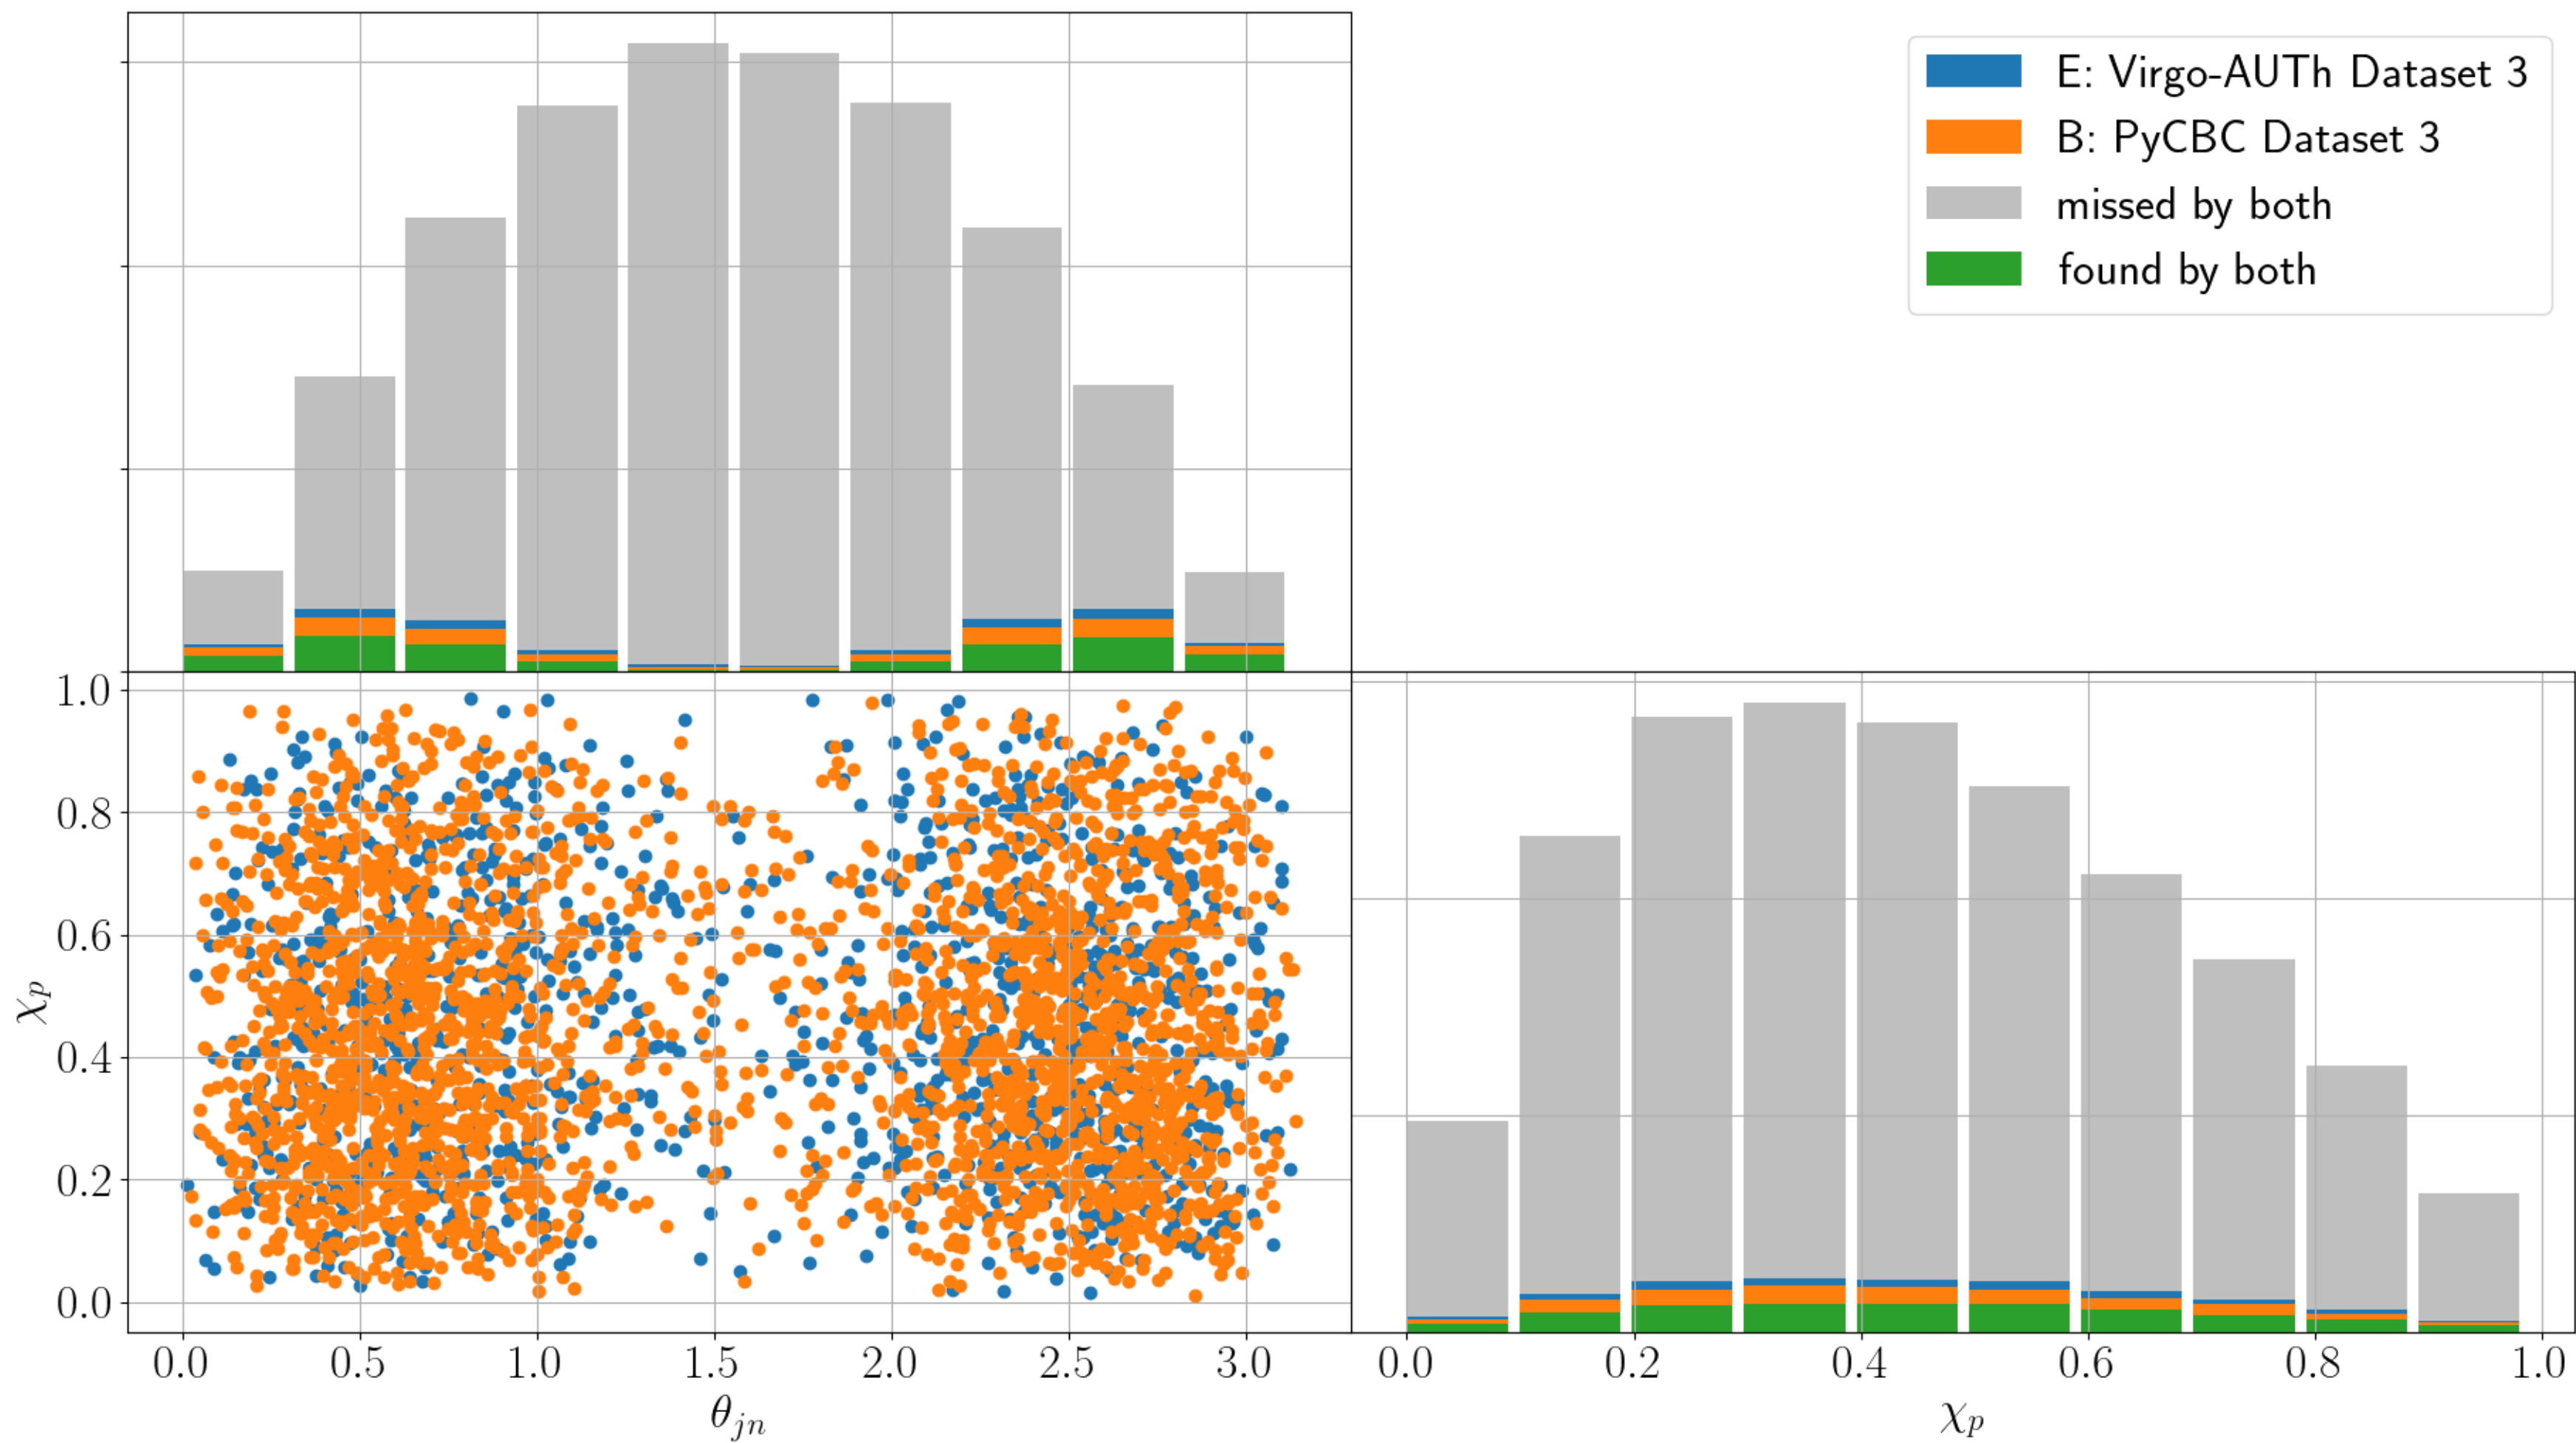 E: Virgo-AUTh Dataset 3
B: PyCBC Dataset 3
missed by both
found by both
1.0
0.8
0.6
0.4
0.2
0.0
χp
0.0 0.5 1.0 1.5 2.0 2.5 3.0
θjn
0.0 0.2 0.4 0.6 0.8 1.0
χp